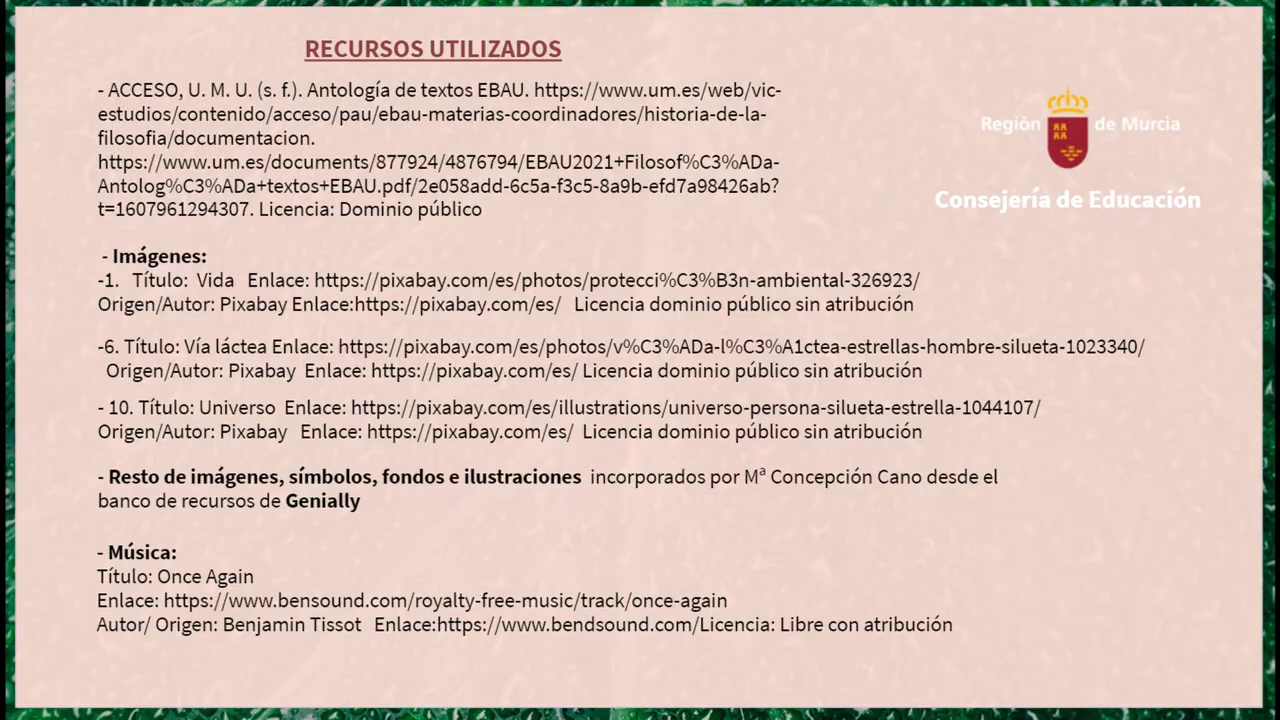 RECURSOS UTILIZADOS
- ACCESO, U. M. U. (s. f.). Antología de textos EBAU. https://www.um.es/web/vic-
estudios/contenido/acceso/pau/ebau-materias-coordinadores/historia-de-la-
filosofia/documentacion.
https://www.um.es/documents/877924/4876794/EBAU2021+Filosof%C3%ADa-
Antolog%C3%ADa+textos+EBAU.pdf/2e058add-6c5a-f3c5-8a9b-efd7a98426ab?
t=1607961294307. Licencia: Dominio público
Región de Murcia
Consejería de Educación
- Imágenes:
-1. Título: Vida Enlace: https://pixabay.com/es/photos/protecci%C3%B3n-ambiental-326923/
Origen/Autor: Pixabay Enlace:https://pixabay.com/es/ Licencia dominio público sin atribución
-6. Título: Vía láctea Enlace: https://pixabay.com/es/photos/v%C3%ADa-l%C3%A1ctea-estrellas-hombre-silueta-1023340/
Origen/Autor: Pixabay Enlace: https://pixabay.com/es/ Licencia dominio público sin atribución
- 10. Título: Universo Enlace: https://pixabay.com/es/illustrations/universo-persona-silueta-estrella-1044107/
Origen/Autor: Pixabay Enlace: https://pixabay.com/es/ Licencia dominio público sin atribución
- Resto de imágenes, símbolos, fondos e ilustraciones incorporados por Mª Concepción Cano desde el
banco de recursos de Genially
- Música:
Título: Once Again
Enlace: https://www.bensound.com/royalty-free-music/track/once-again
Autor/ Origen: Benjamin Tissot Enlace:https://www.bendsound.com/Licencia: Libre con atribución